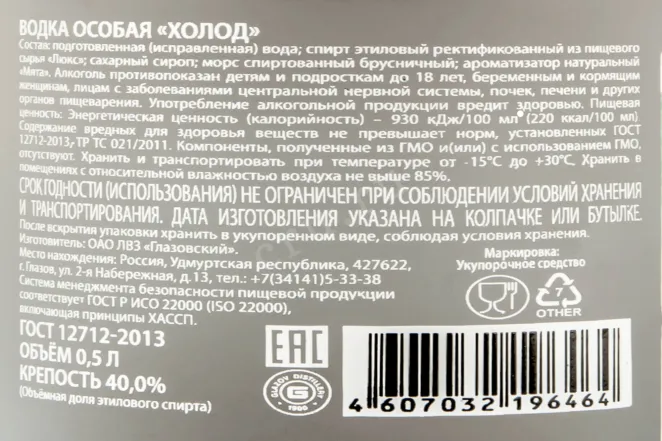 ВОДКА ОСОБАЯ «ХОЛОД»
Состав: подготовленная (исправленная) вода; спирт этиловый ректификованный из пищевого
сырья «Люкс»; сахарный сироп; морс спиртованный брусничный; ароматизатор натуральный
«Мята». Алкоголь противопоказан детям и подросткам до 18 лет, беременным и кормящим
женщинам, лицам с заболеваниями центральной нервной системы, почек, печени и других
органов пищеварения. Употребление алкогольной продукции вредит здоровью. Пищевая
ценность: Энергетическая ценность (калорийность) – 930 кДж/100 мл (220 ккал/100 мл).
Содержание вредных для здоровья веществ не превышает норм, установленных ГОСТ
12712-2013, ТР ТС 021/2011. Компоненты, полученные из ГМО и(или) с использованием ГМО,
отсутствуют. Хранить и транспортировать при температуре от -15°С до +30°С, Хранить в
помещениях с относительной влажностью воздуха не выше 85%.
СРОК ГОДНОСТИ (ИСПОЛЬЗОВАНИЯ) НЕ ОГРАНИЧЕН ПРИ СОБЛЮДЕНИИ УСЛОВИЙ ХРАНЕНИЯ
И ТРАНСПОРТИРОВАНИЯ. ДАТА ИЗГОТОВЛЕНИЯ УКАЗАНА НА КОЛПАЧКЕ ИЛИ БУТЫЛКЕ.
После вскрытия упаковки хранить в укупоренном виде, соблюдая условия хранения.
Изготовитель: ОАО ЛВЗ «Глазовский».
Место нахождения: Россия, Удмуртская республика, 427622,
г. Глазов, ул. 2-я Набережная, д.13, тел.: +7(34141)5-33-38
Система менеджмента безопасности пищевой продукции
соответствует ГОСТ Р ИСО 22000 (ISO 22000),
включающая принципы ХАССП.
ГОСТ 12712-2013
ОБЪЁМ 0,5 Л
КРЕПОСТЬ 40,0%
(Объёмная доля этилового спирта)
Маркировка:
Укупорочное средство
7
OTHER
EAC
GLAZOV DISTILLERY
G
1900
4 607032 196464